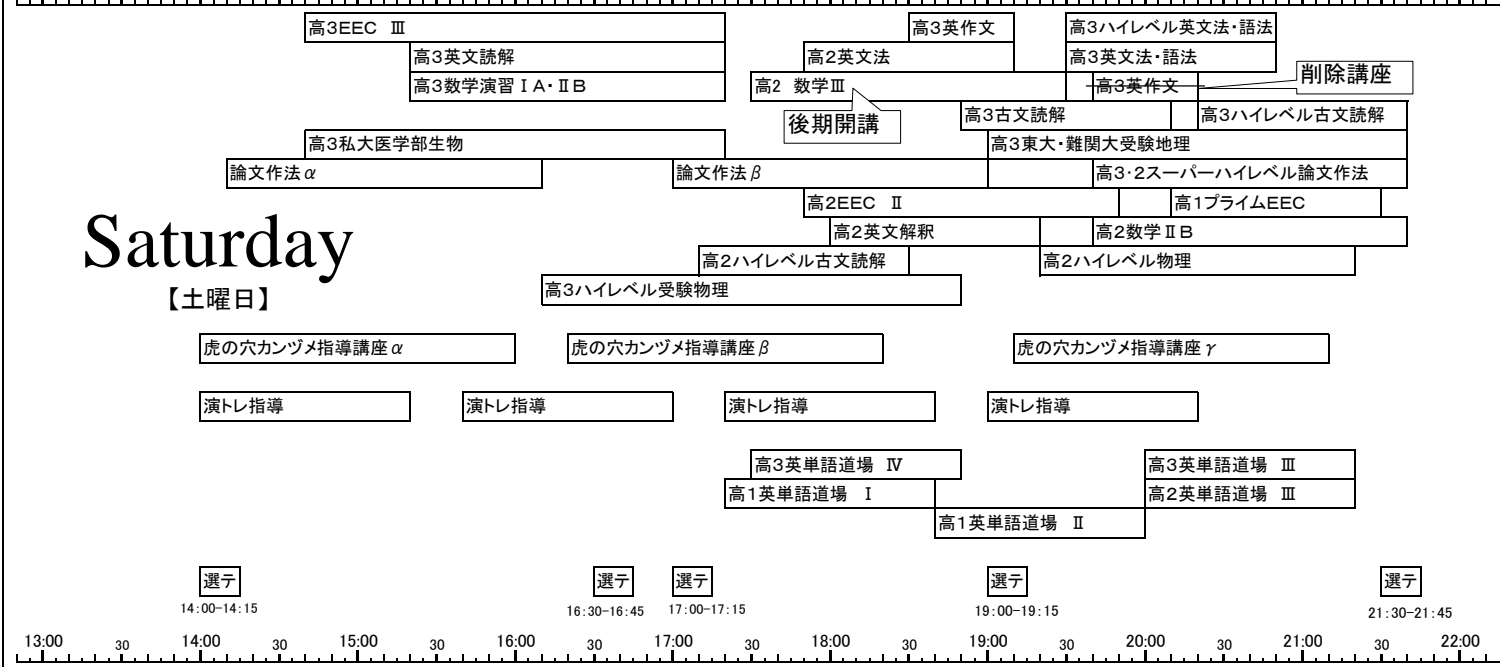 高3EEC Ⅲ
高3英作文
高3ハイレベル英文法・語法
高3英文読解
高2英文法
高3英文法・語法
高3数学演習ⅠA・ⅡB
高2 数学Ⅲ
高3英作文
削除講座
後期開講
高3古文読解
高3ハイレベル古文読解
高3私大医学部生物
高3東大・難関大受験地理
論文作法α
論文作法β
高3・2スーパーハイレベル論文作法
高2EEC Ⅱ
高1プライムEEC
Saturday
高2英文解釈
高2数学ⅡB
高2ハイレベル古文読解
高2ハイレベル物理
【土曜日】
高3ハイレベル受験物理
虎の穴カンヅメ指導講座α
虎の穴カンヅメ指導講座β
虎の穴カンヅメ指導講座γ
演トレ指導
演トレ指導
演トレ指導
演トレ指導
高3英単語道場 Ⅳ
高3英単語道場 Ⅲ
高1英単語道場 Ⅰ
高2英単語道場 Ⅲ
高1英単語道場 Ⅱ
選テ
選テ
選テ
選テ
選テ
14:00-14:15
16:30-16:45
17:00-17:15
19:00-19:15
21:30-21:45
13:00 30 14:00 30 15:00 30 16:00 30 17:00 30 18:00 30 19:00 30 20:00 30 21:00 30 22:00